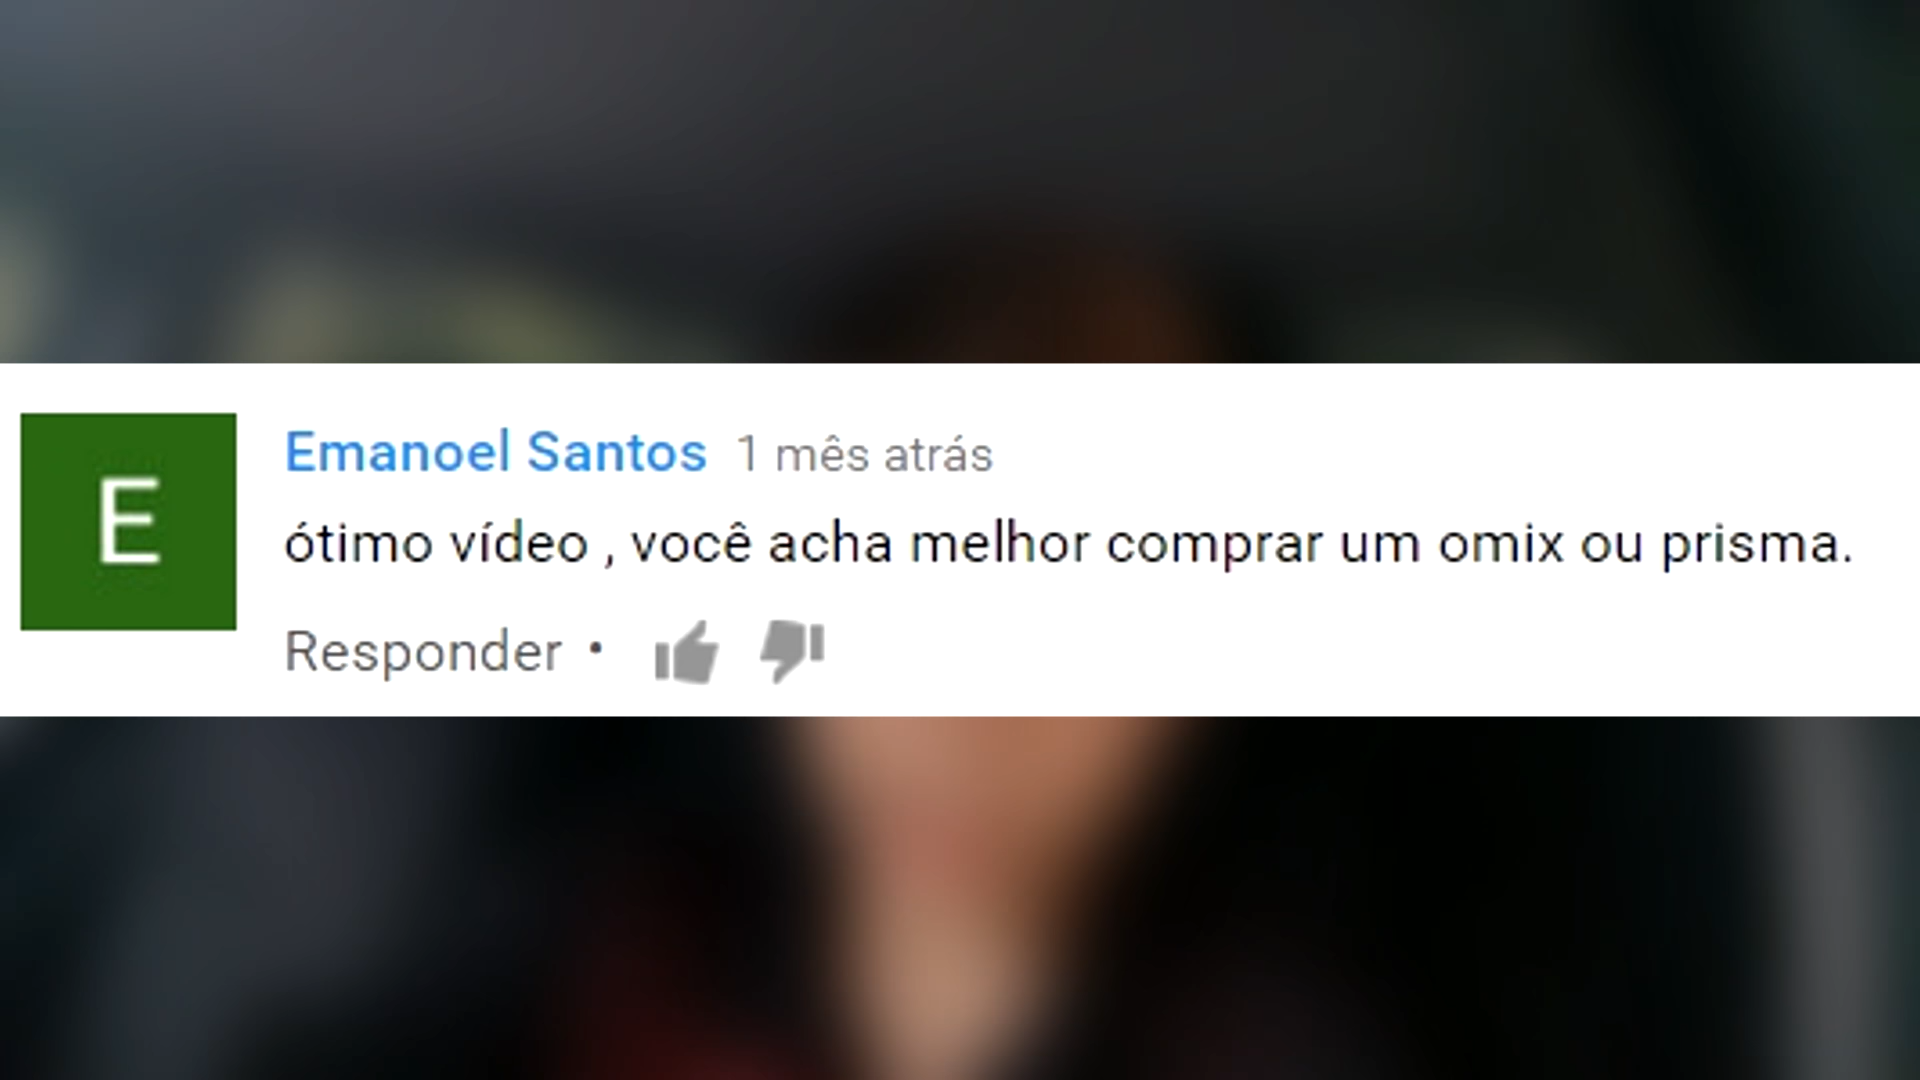 E
Emanoel Santos 1 mês atrás
ótimo vídeo , você acha melhor comprar um omix ou prisma.
Responder •